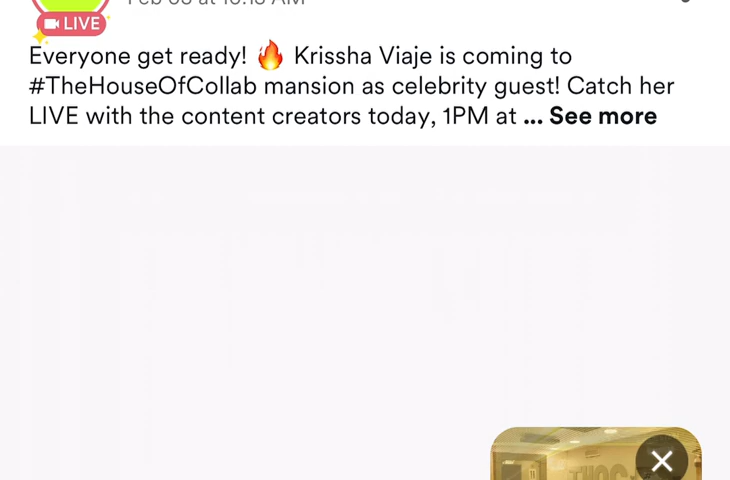 LIVE
Everyone get ready! 🔥 Krissha Viaje is coming to
#TheHouseOfCollab mansion as celebrity guest! Catch her
LIVE with the content creators today, 1PM at ... See more
THOC